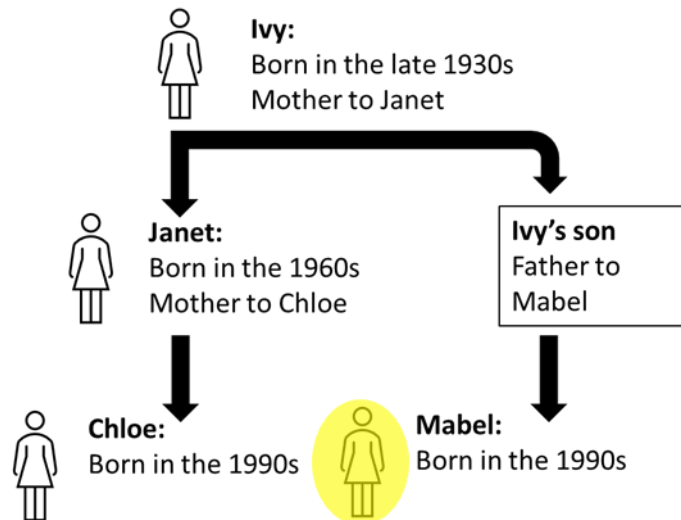 Ivy:
Born in the late 1930s
Mother to Janet
Janet:
Born in the 1960s
Mother to Chloe
Ivy’s son
Father to
Mabel
Chloe:
Born in the 1990s
Mabel:
Born in the 1990s